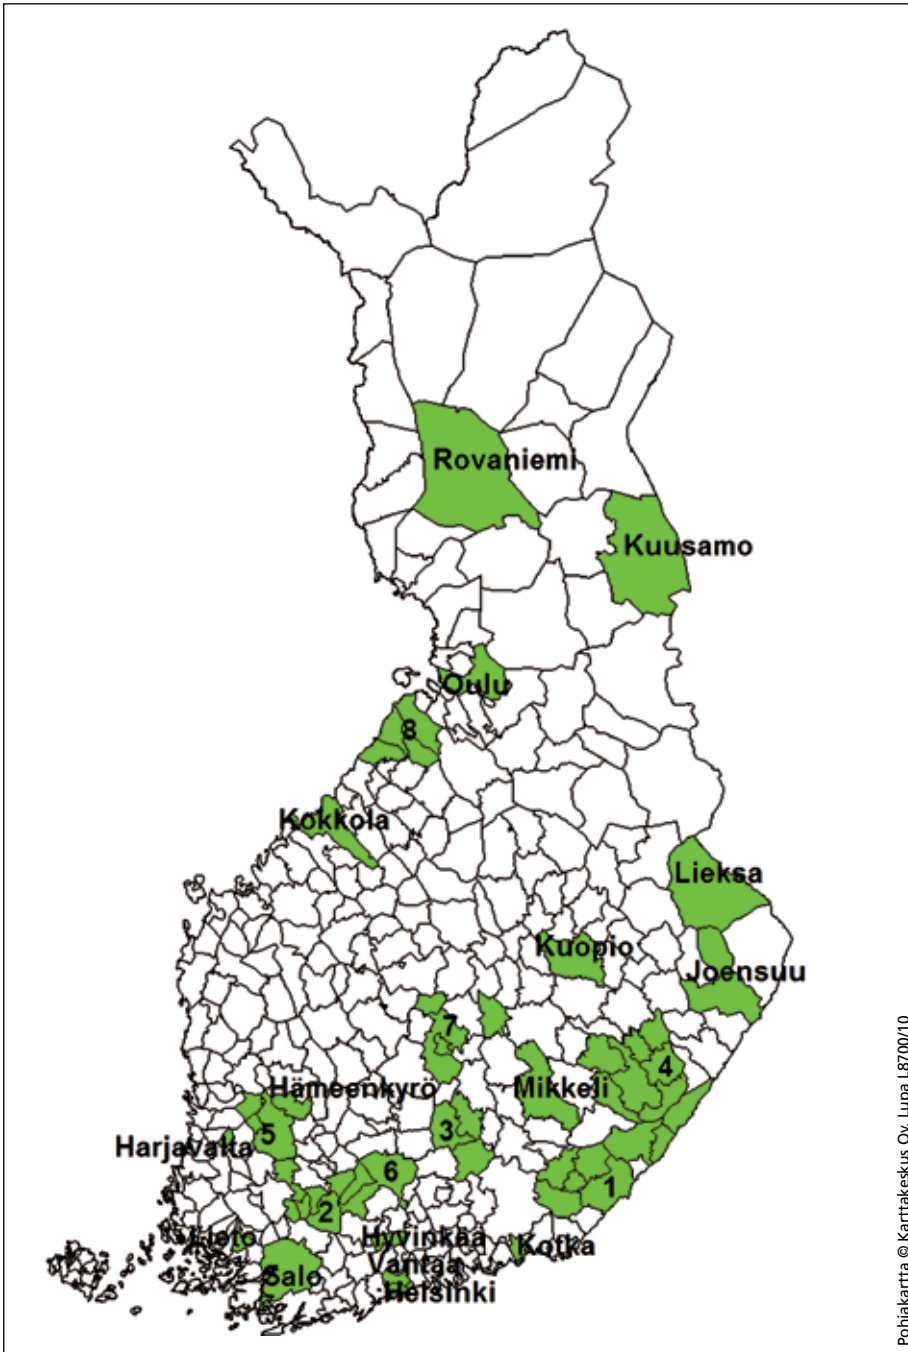 Rovaniemi
Kuusamo
Oulu
8
Kokkola
Lieksa
Kuopio
Joensuu
7
4
Hämeenkyrö
Mikkeli
3
5
Harjavalta
6
1
2
Lieto
Hyvinkää
Kotka
Vantaa
Salo
Helsinki
Pohjakartta © Karttakeskus Oy, Lupa L8700/10